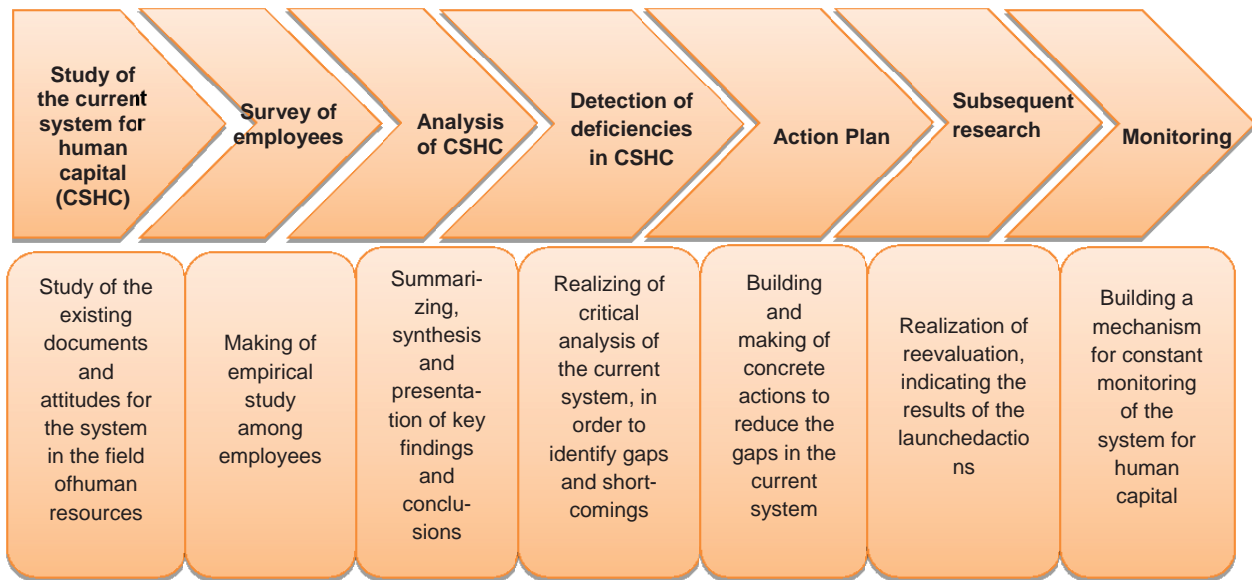 Study of
the current
system for
human
capital
(CSHC)
Survey of
employees
Analysis
of CSHC
Detection of
deficiencies
in CSHC
Action Plan
Subsequent
research
Monitoring
Study of the
existing
documents
and
attitudes for
the system
in the field
ofhuman
resources
Making of
empirical
study
among
employees
Summari-
zing,
synthesis
and
presenta-
tion of key
findings
and
conclu-
sions
Realizing of
critical
analysis of
the current
system, in
order to
identify gaps
and short-
comings
Building
and
making of
concrete
actions to
reduce the
gaps in the
current
system
Realization of
reevaluation,
indicating the
results of the
launchedactio
ns
Building a
mechanism
for constant
monitoring
of the
system for
human
capital